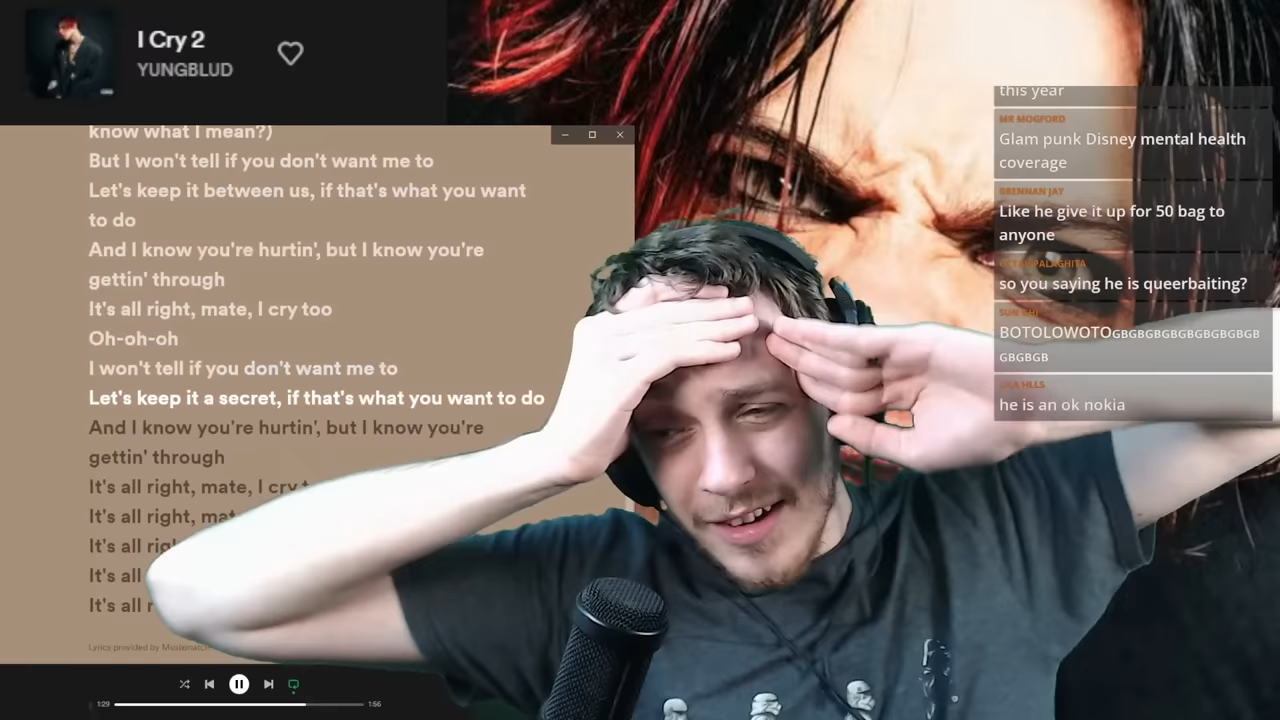 I Cry 2
YUNGBLUD
know what I mean?)
But I won't tell if you don't want me to
Let's keep it between us, if that's what you want
to do
And I know you're hurtin', but I know you're
gettin' through
It's all right, mate, I cry too
Oh-oh-oh
I won't tell if you don't want me to
Let's keep it a secret, if that's what you want to do
And I know you're hurtin', but I know you're
gettin' through
It's all right, mate, I cry
It's all right,
It's all
It's all
It's all
Lyrics provided by Musixmatch
1:29
1:56
this year
MR MOGFORD
Glam punk Disney mental health
coverage
BRENNAN JAY
Like he give it up for 50 bag to
anyone
so you saying he is queerbaiting?
BOTOLOWOTOGBGBGBGBGBGBGBGBGB
GBGBGB
he is an ok nokia